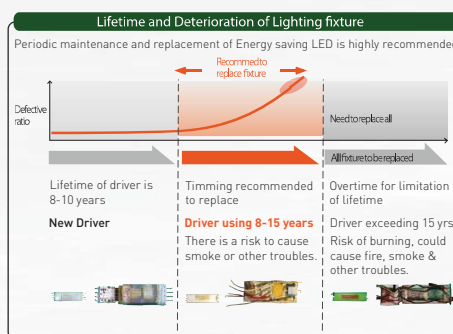 Lifetime and Deterioration of Lighting fixture
Periodic maintenance and replacement of Energy saving LED is highly recommended
Recommed to
replace fixture
Defective
ratio
Need to replace all
All fixture to be replaced
Lifetime of driver is
8-10 years
New Driver
Timming recommended
to replace
Driver using 8-15 years
There is a risk to cause
smoke or other troubles.
Overtime for limitation
of lifetime
Driver exceeding 15 yrs
Risk of burning, could
cause fire, smoke &
other troubles.